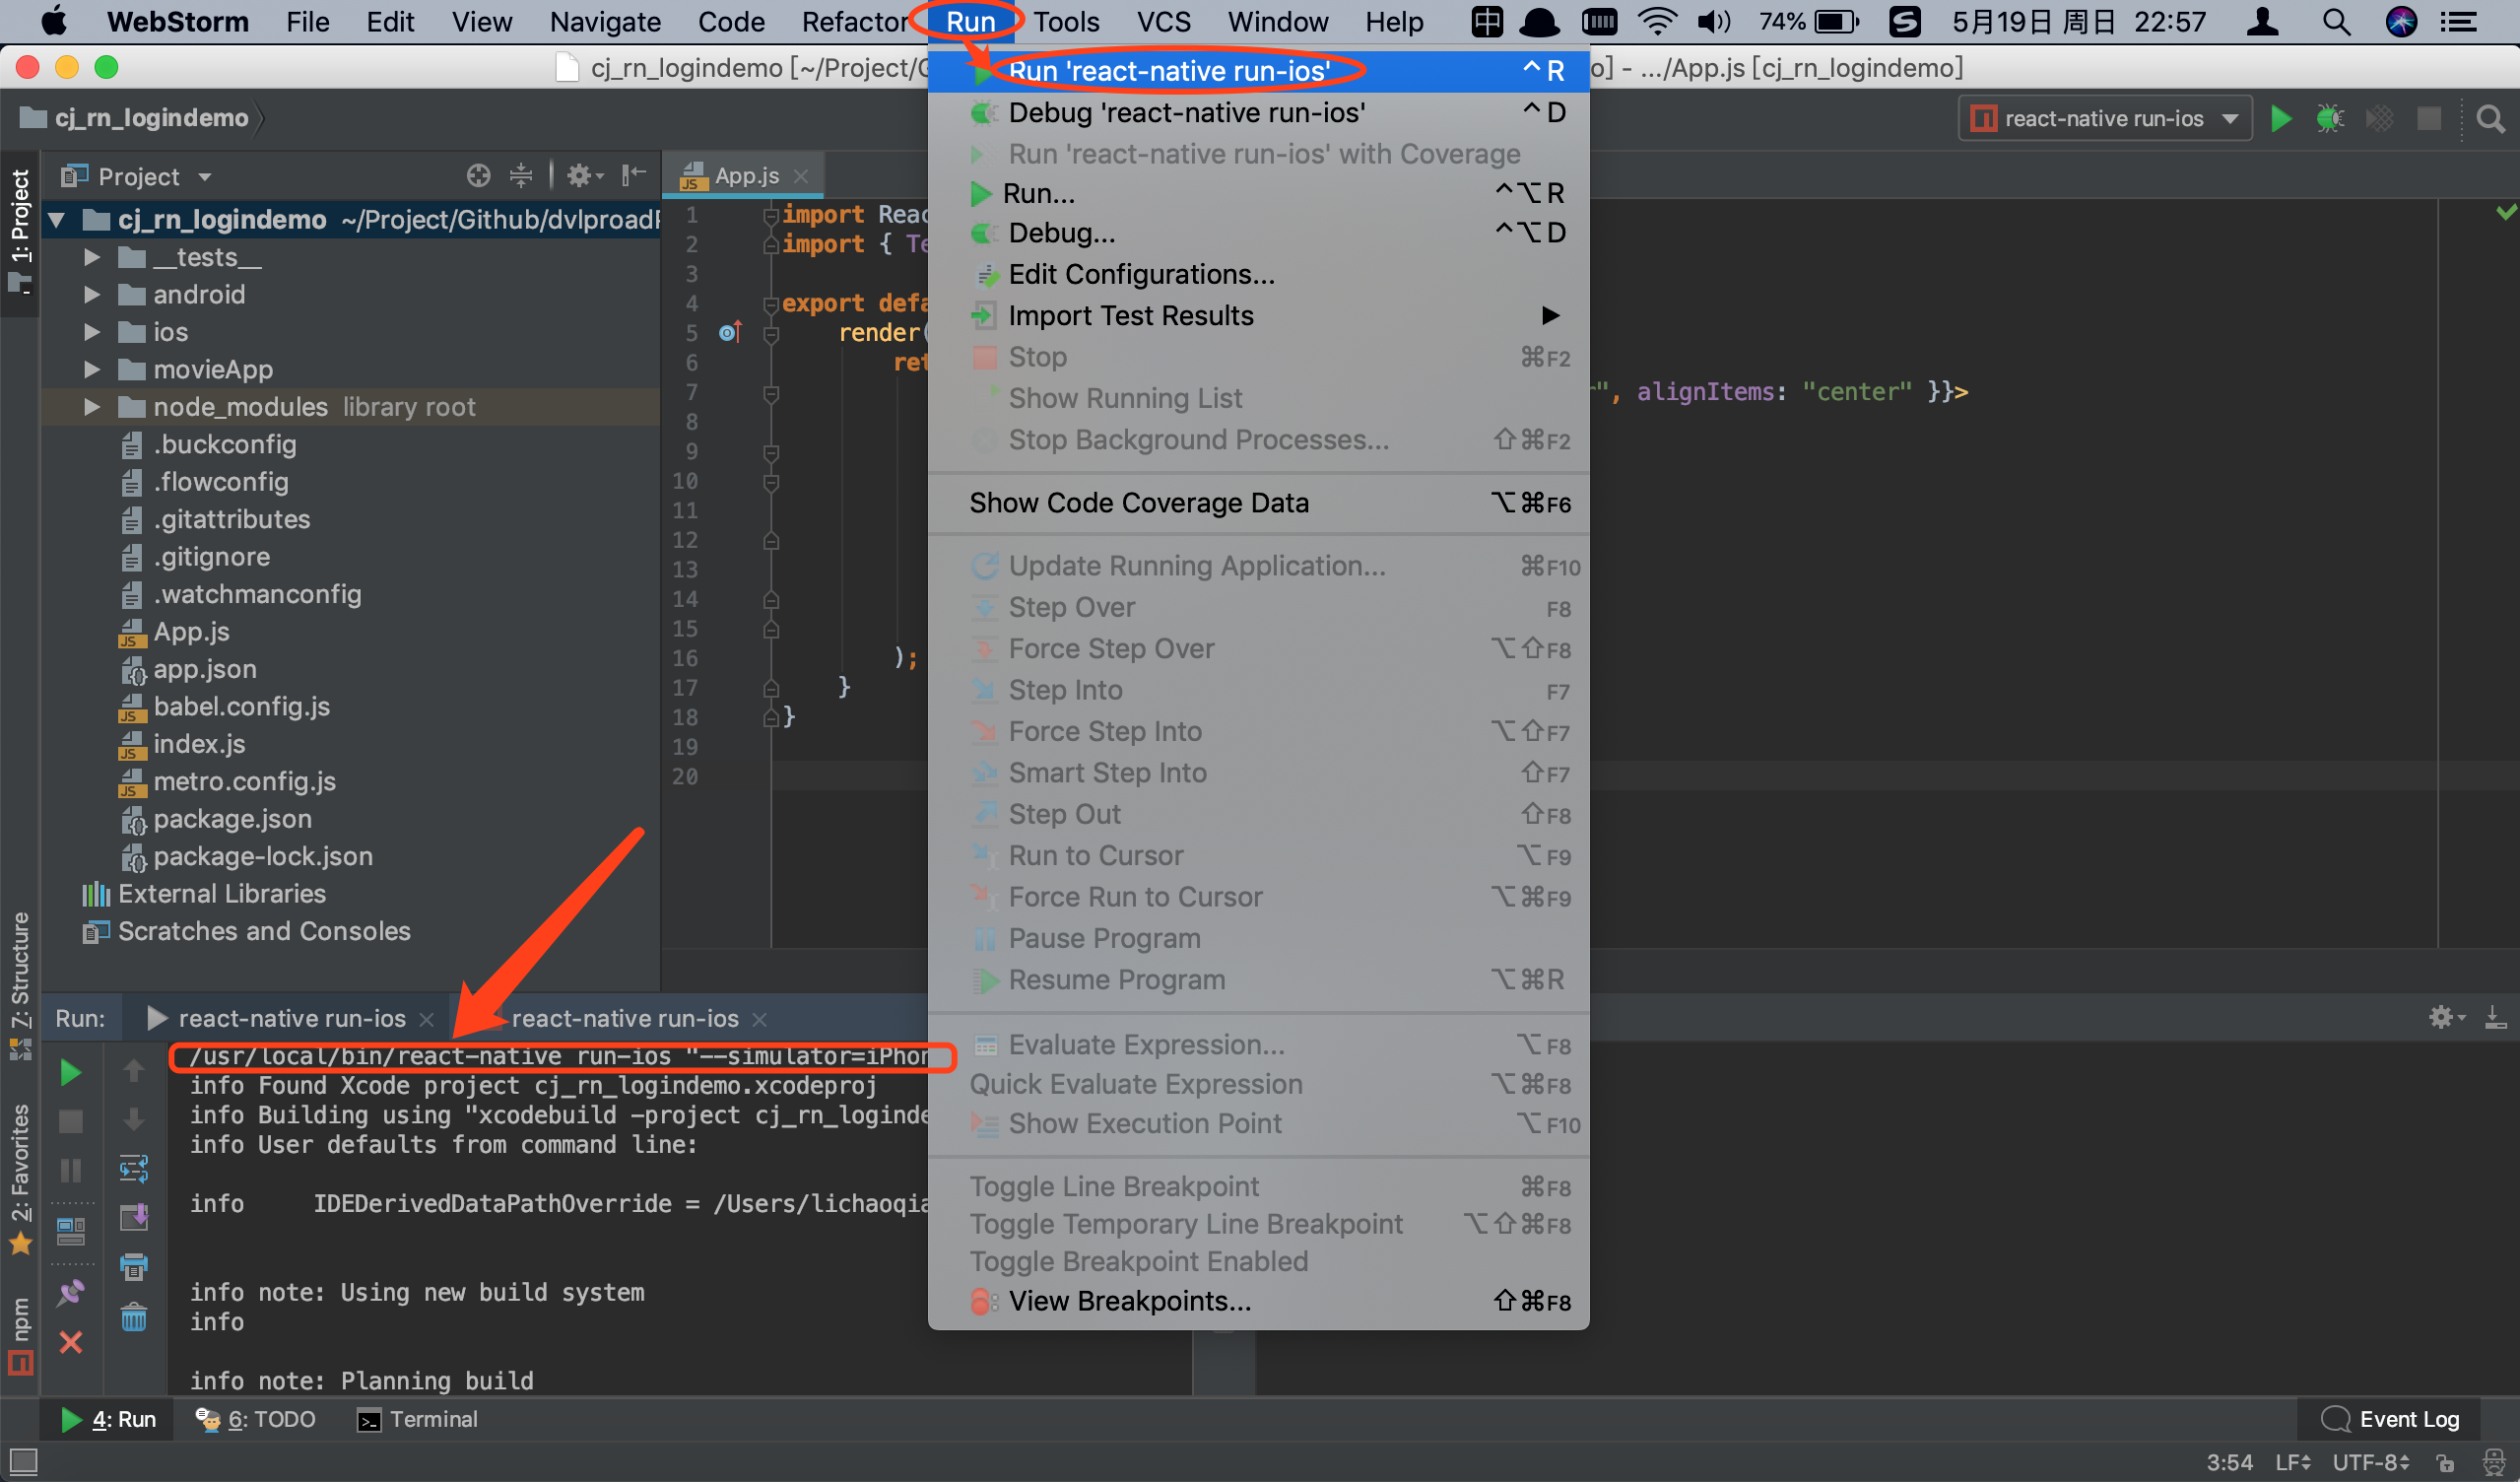 WebStorm File Edit View Navigate Code Refactor Run Tools VCS Window Help 中 74% S 5月19日 周日 22:57
cj_rn_logindemo [~/Project/G
o] - .../App.js [cj_rn_logindemo]
cj_rn_logindemo
react-native run-ios
1: Project
Project
App.js
cj_rn_logindemo ~/Project/Github/dvlproad
__tests__
android
ios
movieApp
node_modules library root
.buckconfig
.flowconfig
.gitattributes
.gitignore
.watchmanconfig
App.js
app.json
babel.config.js
index.js
metro.config.js
package.json
package-lock.json
External Libraries
Scratches and Consoles
7: Structure
2: Favorites
npm
1 import Reac
2 import { Te
3
4 export defa
5 render(
6 ret
7 ", alignItems: "center" }}>
8
9
10
11
12
13
14
15
16 );
17 }
18 }
19
20
Run 'react-native run-ios' ^R
Debug 'react-native run-ios' ^D
Run 'react-native run-ios' with Coverage
Run... ^⌥R
Debug... ^⌥D
Edit Configurations...
Import Test Results
Stop ⌘F2
Show Running List
Stop Background Processes... ⇧⌘F2
Show Code Coverage Data ⌥⌘F6
Update Running Application... ⌘F10
Step Over F8
Force Step Over ⌥⇧F8
Step Into F7
Force Step Into ⌥⇧F7
Smart Step Into ⇧F7
Step Out ⇧F8
Run to Cursor ⌥F9
Force Run to Cursor ⌥⌘F9
Pause Program
Resume Program ⌥⌘R
Evaluate Expression... ⌥F8
Quick Evaluate Expression ⌥⌘F8
Show Execution Point ⌥F10
Toggle Line Breakpoint ⌘F8
Toggle Temporary Line Breakpoint ⌥⇧⌘F8
Toggle Breakpoint Enabled
View Breakpoints... ⇧⌘F8
Run: react-native run-ios react-native run-ios
/usr/local/bin/react-native run-ios "--simulator=iPhon
info Found Xcode project cj_rn_logindemo.xcodeproj
info Building using "xcodebuild -project cj_rn_loginde
info User defaults from command line:
info IDEDerivedDataPathOverride = /Users/lichaoqia
info note: Using new build system
info
info note: Planning build
4: Run 6: TODO Terminal Event Log
3:54 LF UTF-8